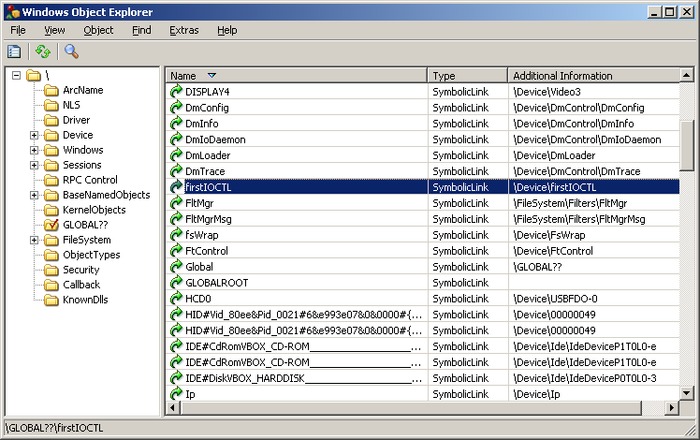 Windows Object Explorer
File View Object Find Extras Help
\
ArcName
NLS
Driver
Device
Windows
Sessions
RPC Control
BaseNamedObjects
KernelObjects
GLOBAL??
FileSystem
ObjectTypes
Security
Callback
KnownDlls
Name Type Additional Information
DISPLAY4 SymbolicLink \Device\Video3
DmConfig SymbolicLink \Device\DmControl\DmConfig
DmInfo SymbolicLink \Device\DmControl\DmInfo
DmIoDaemon SymbolicLink \Device\DmControl\DmIoDaemon
DmLoader SymbolicLink \Device\DmLoader
DmTrace SymbolicLink \Device\DmControl\DmTrace
firstIOCTL SymbolicLink \Device\firstIOCTL
FltMgr SymbolicLink \FileSystem\Filters\FltMgr
FltMgrMsg SymbolicLink \FileSystem\Filters\FltMgrMsg
fsWrap SymbolicLink \Device\FsWrap
FtControl SymbolicLink \Device\FtControl
Global SymbolicLink \GLOBAL??
GLOBALROOT SymbolicLink
HCD0 SymbolicLink \Device\USBFDO-0
HID#Vid_80ee&Pid_0021#6&e993e07&0&0000#{... SymbolicLink \Device\00000049
HID#Vid_80ee&Pid_0021#6&e993e07&0&0000#{... SymbolicLink \Device\00000049
IDE#CdRomVBOX_CD-ROM____________________... SymbolicLink \Device\Ide\IdeDeviceP1T0L0-e
IDE#CdRomVBOX_CD-ROM____________________... SymbolicLink \Device\Ide\IdeDeviceP1T0L0-e
IDE#DiskVBOX_HARDDISK____________________... SymbolicLink \Device\Ide\IdeDeviceP0T0L0-3
Ip SymbolicLink \Device\Ip
\GLOBAL??\firstIOCTL